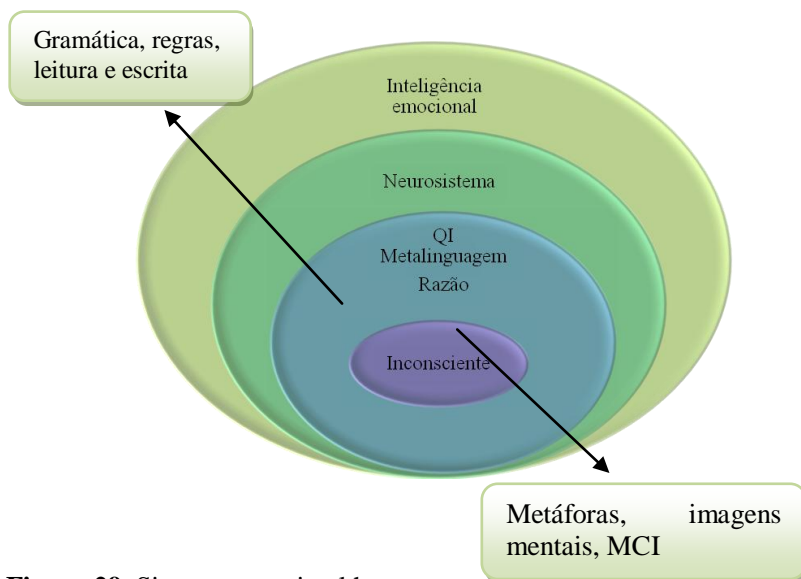 Gramática, regras,
leitura e escrita
Inteligência
emocional
Neurosistema
QI
Metalinguagem
Razão
Inconsciente
Metáforas, imagens
mentais, MCI